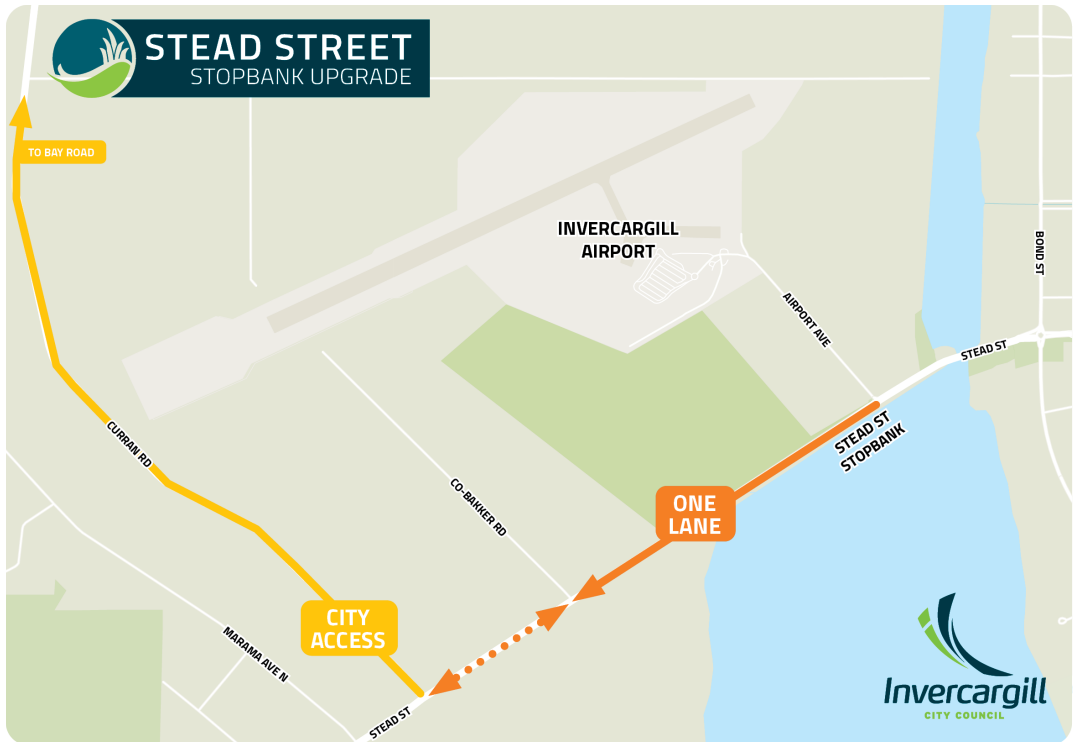 STEAD STREET
STOPBANK UPGRADE
TO BAY ROAD
INVERCARGILL
AIRPORT
BOND ST
AIRPORT AVE
STEAD ST
STEAD ST
STOPBANK
CURRAN RD
CO-BAKKER RD
ONE
LANE
CITY
ACCESS
MARAMA AVE N
STEAD ST
Invercargill
CITY COUNCIL